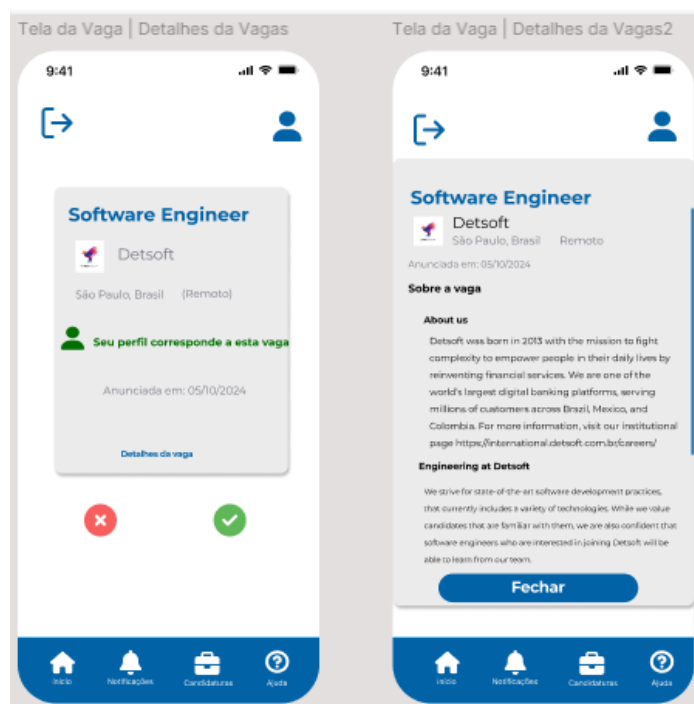 Tela da Vaga | Detalhes da Vagas
9:41
Software Engineer
Detsoft
São Paulo, Brasil (Remoto)
Seu perfil corresponde a esta vaga
Anunciada em: 05/10/2024
Detalhes da vaga
Início
Notificações
Candidaturas
Ajuda
Tela da Vaga | Detalhes da Vagas2
9:41
Software Engineer
Detsoft
São Paulo, Brasil Remoto
Anunciada em: 05/10/2024
Sobre a vaga
About us
Detsoft was born in 2013 with the mission to fight
complexity to empower people in their daily lives by
reinventing financial services. We are one of the
world's largest digital banking platforms, serving
millions of customers across Brazil, Mexico, and
Colombia. For more information, visit our institutional
page https://international.detsoft.com.br/careers/
Engineering at Detsoft
We strive for state-of-the-art software development practices,
that currently includes a variety of technologies. While we value
candidates that are familiar with them, we are also confident that
software engineers who are interested in joining Detsoft will be
able to learn from our team.
Fechar
Início
Notificações
Candidaturas
Ajuda